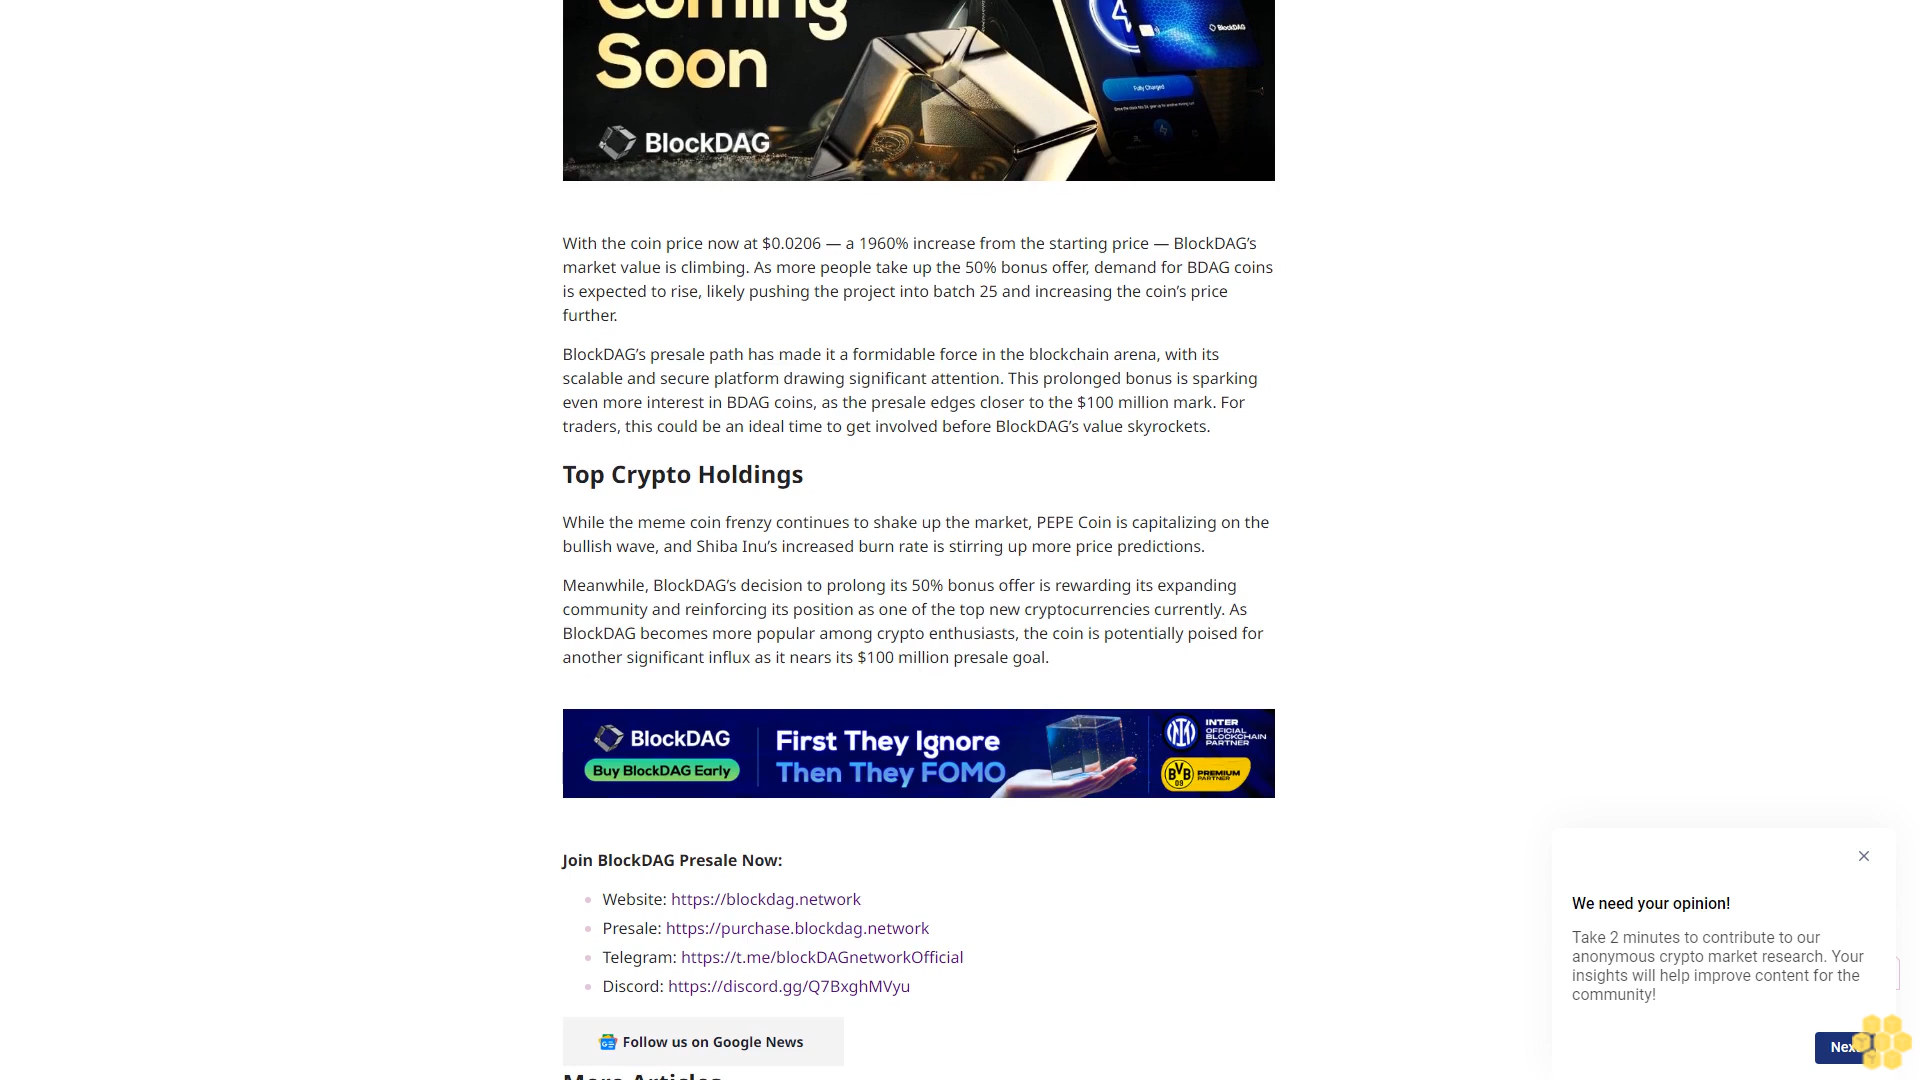 Coming
Soon
BlockDAG
BlockDAG
Fully Charged
With the coin price now at $0.0206 — a 1960% increase from the starting price — BlockDAG’s
market value is climbing. As more people take up the 50% bonus offer, demand for BDAG coins
is expected to rise, likely pushing the project into batch 25 and increasing the coin’s price
further.
BlockDAG’s presale path has made it a formidable force in the blockchain arena, with its
scalable and secure platform drawing significant attention. This prolonged bonus is sparking
even more interest in BDAG coins, as the presale edges closer to the $100 million mark. For
traders, this could be an ideal time to get involved before BlockDAG’s value skyrockets.
Top Crypto Holdings
While the meme coin frenzy continues to shake up the market, PEPE Coin is capitalizing on the
bullish wave, and Shiba Inu’s increased burn rate is stirring up more price predictions.
Meanwhile, BlockDAG’s decision to prolong its 50% bonus offer is rewarding its expanding
community and reinforcing its position as one of the top new cryptocurrencies currently. As
BlockDAG becomes more popular among crypto enthusiasts, the coin is potentially poised for
another significant influx as it nears its $100 million presale goal.
BlockDAG
Buy BlockDAG Early
First They Ignore
Then They FOMO
INTER
OFFICIAL
BLOCKCHAIN
PARTNER
BVB
09
PREMIUM
PARTNER
Join BlockDAG Presale Now:
Website: https://blockdag.network
Presale: https://purchase.blockdag.network
Telegram: https://t.me/blockDAGnetworkOfficial
Discord: https://discord.gg/Q7BxghMVyu
Follow us on Google News
More Articles
We need your opinion!
Take 2 minutes to contribute to our
anonymous crypto market research. Your
insights will help improve content for the
community!
Next